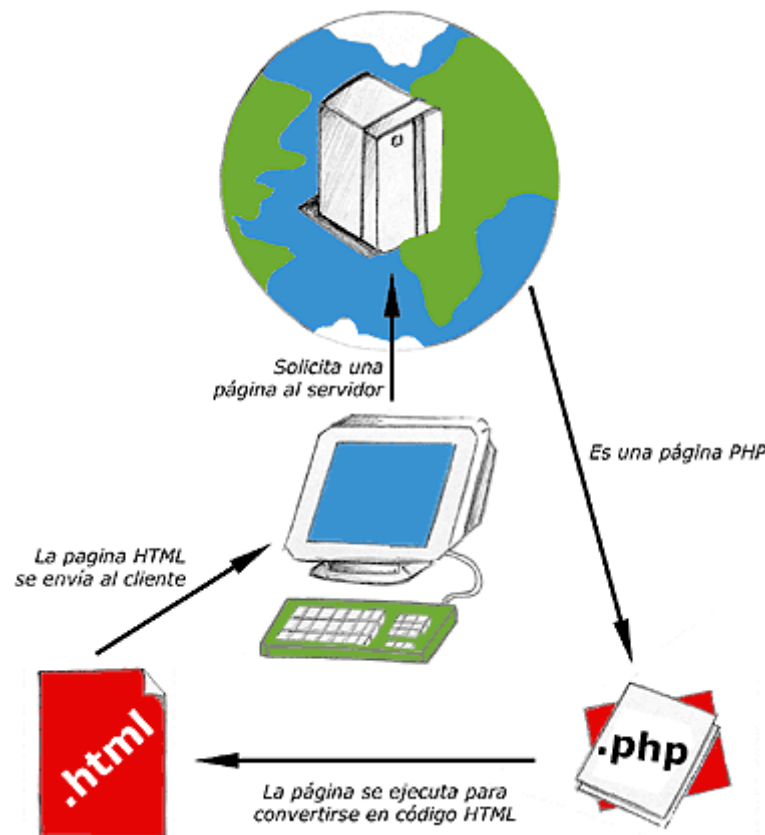 Solicita una
página al servidor
Es una página PHP
La pagina HTML
se envía al cliente
.html
.php
La página se ejecuta para
convertirse en código HTML